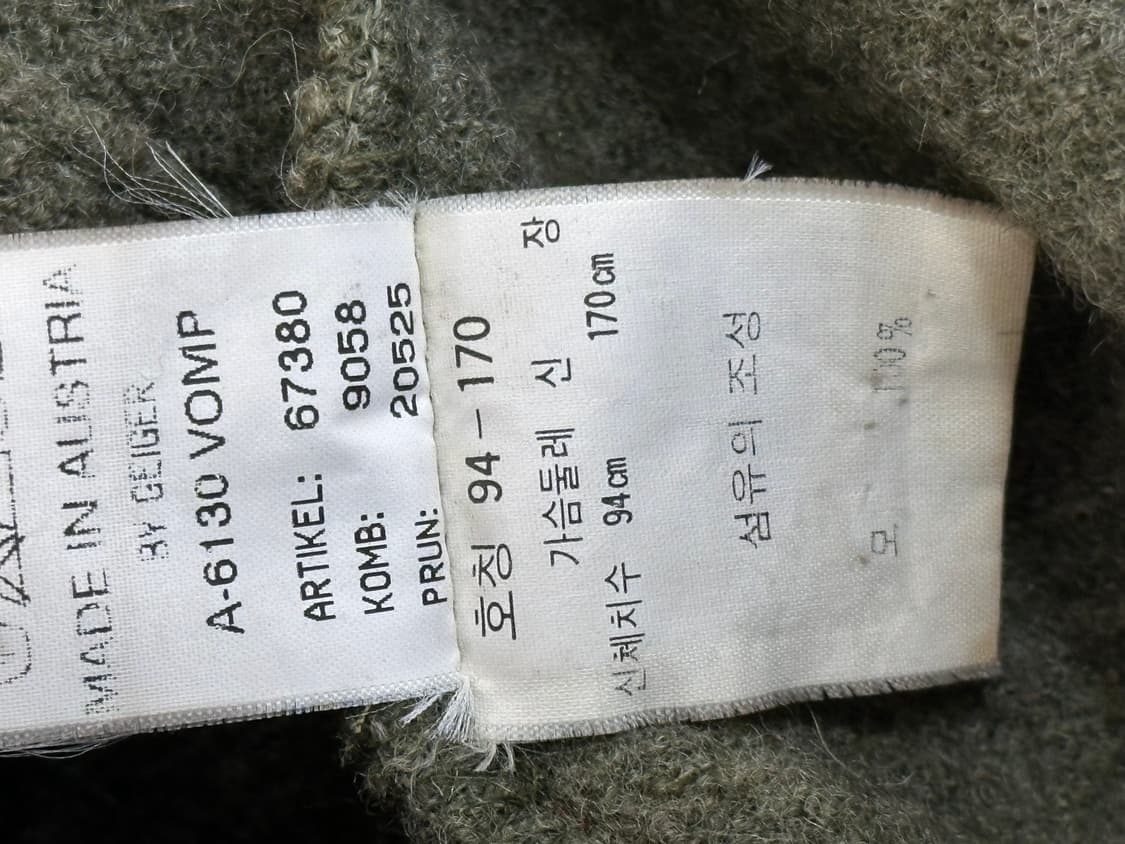 MADE IN AUSTRIA
BY GEIGER
A-6130 VOMP
ARTIKEL: 67380
KOMB: 9058
PRUN: 20525
호칭 94-170
가슴둘레 신장
신체치수 94㎝ 170㎝
섬유의 조성
모 100%